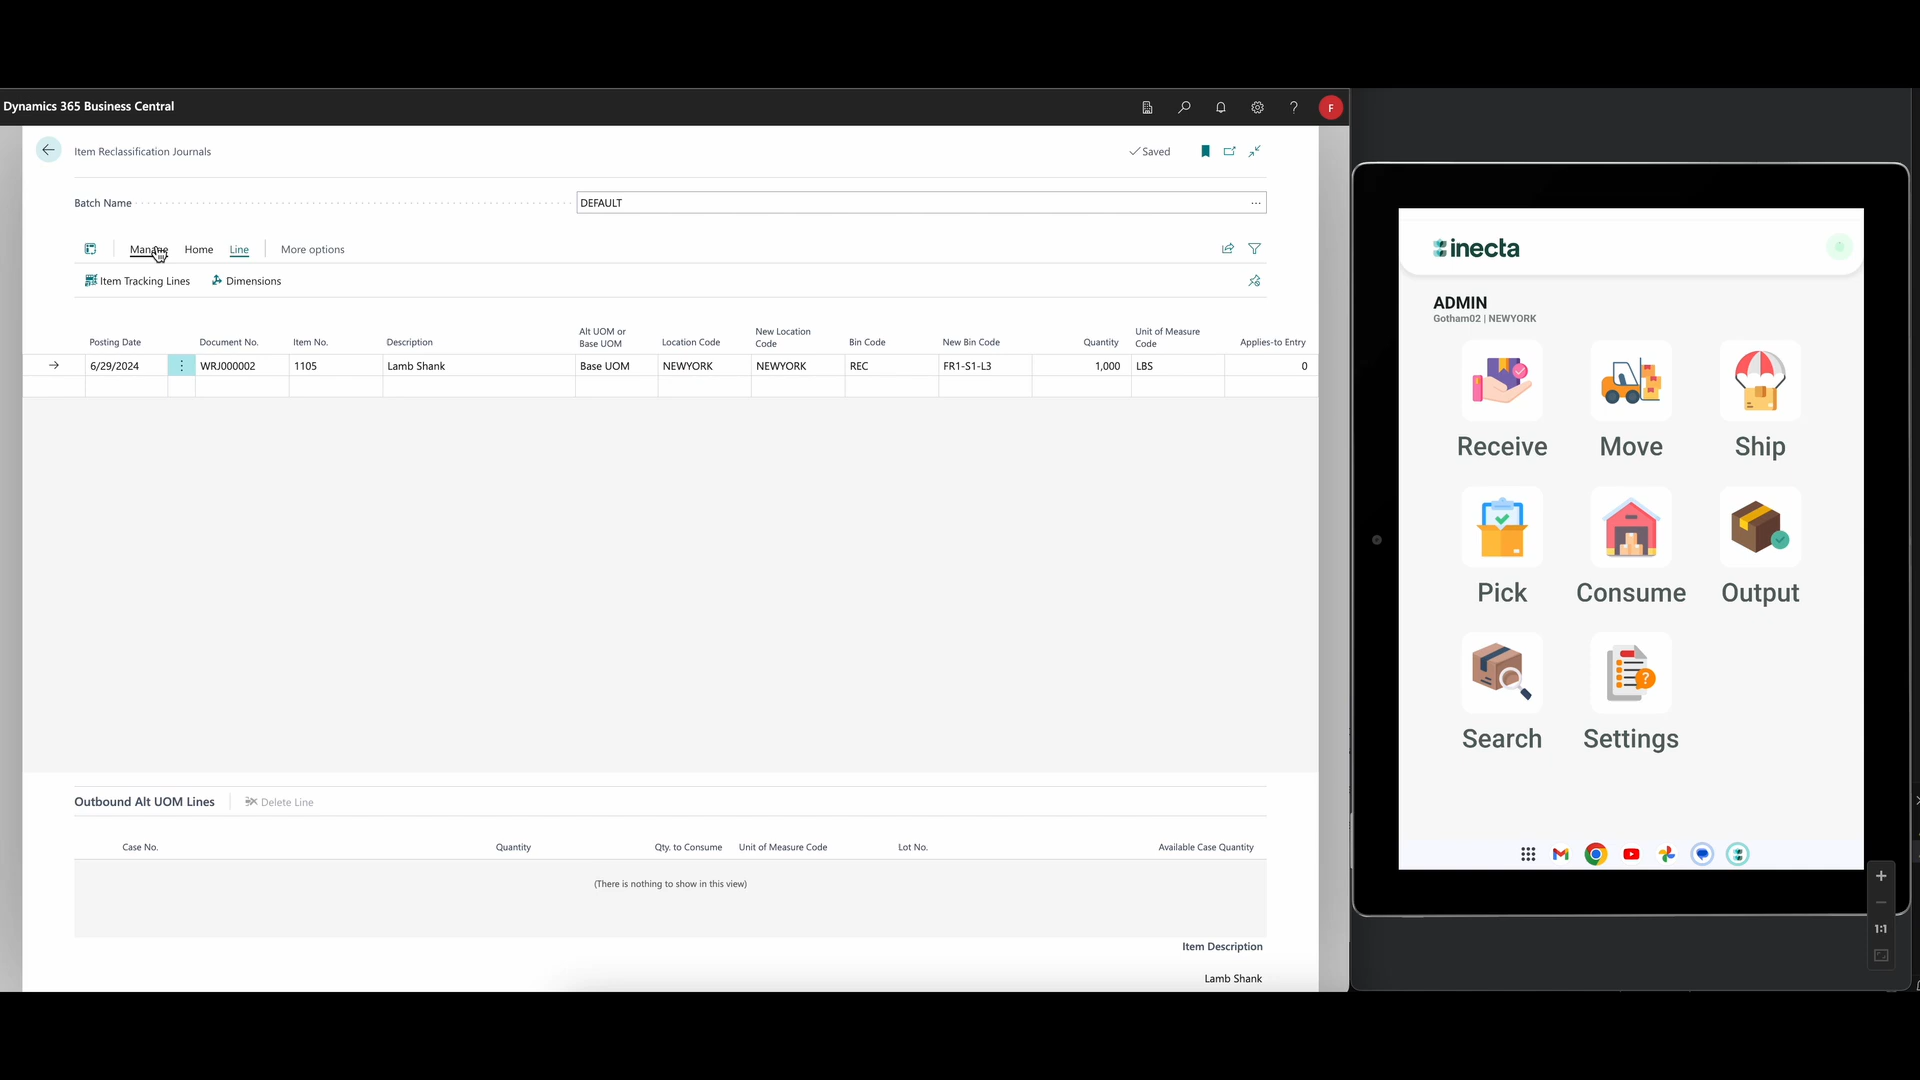 Dynamics 365 Business Central
F
Item Reclassification Journals
Saved
Batch Name
DEFAULT
Manage Home Line More options
Item Tracking Lines Dimensions
Posting Date Document No. Item No. Description Alt UOM or Base UOM Location Code New Location Code Bin Code New Bin Code Quantity Unit of Measure Code Applies-to Entry
6/29/2024 WRJ000002 1105 Lamb Shank Base UOM NEWYORK NEWYORK REC FR1-S1-L3 1,000 LBS 0
Outbound Alt UOM Lines Delete Line
Case No. Quantity Qty. to Consume Unit of Measure Code Lot No. Available Case Quantity
(There is nothing to show in this view)
Item Description
Lamb Shank
inecta
ADMIN
Gotham02 | NEWYORK
Receive Move Ship
Pick Consume Output
Search Settings
1:1